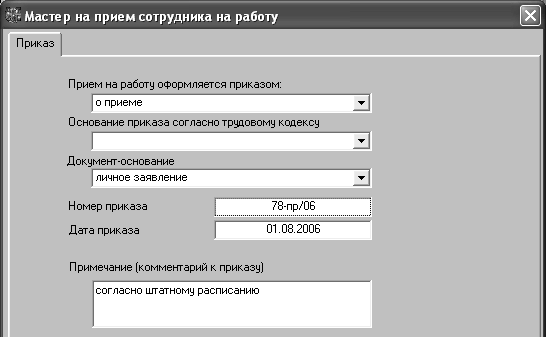 Мастер на прием сотрудника на работу
Приказ
Прием на работу оформляется приказом:
о приеме
Основание приказа согласно трудовому кодексу
Документ-основание
личное заявление
Номер приказа 78-пр/06
Дата приказа 01.08.2006
Примечание (комментарий к приказу)
согласно штатному расписанию